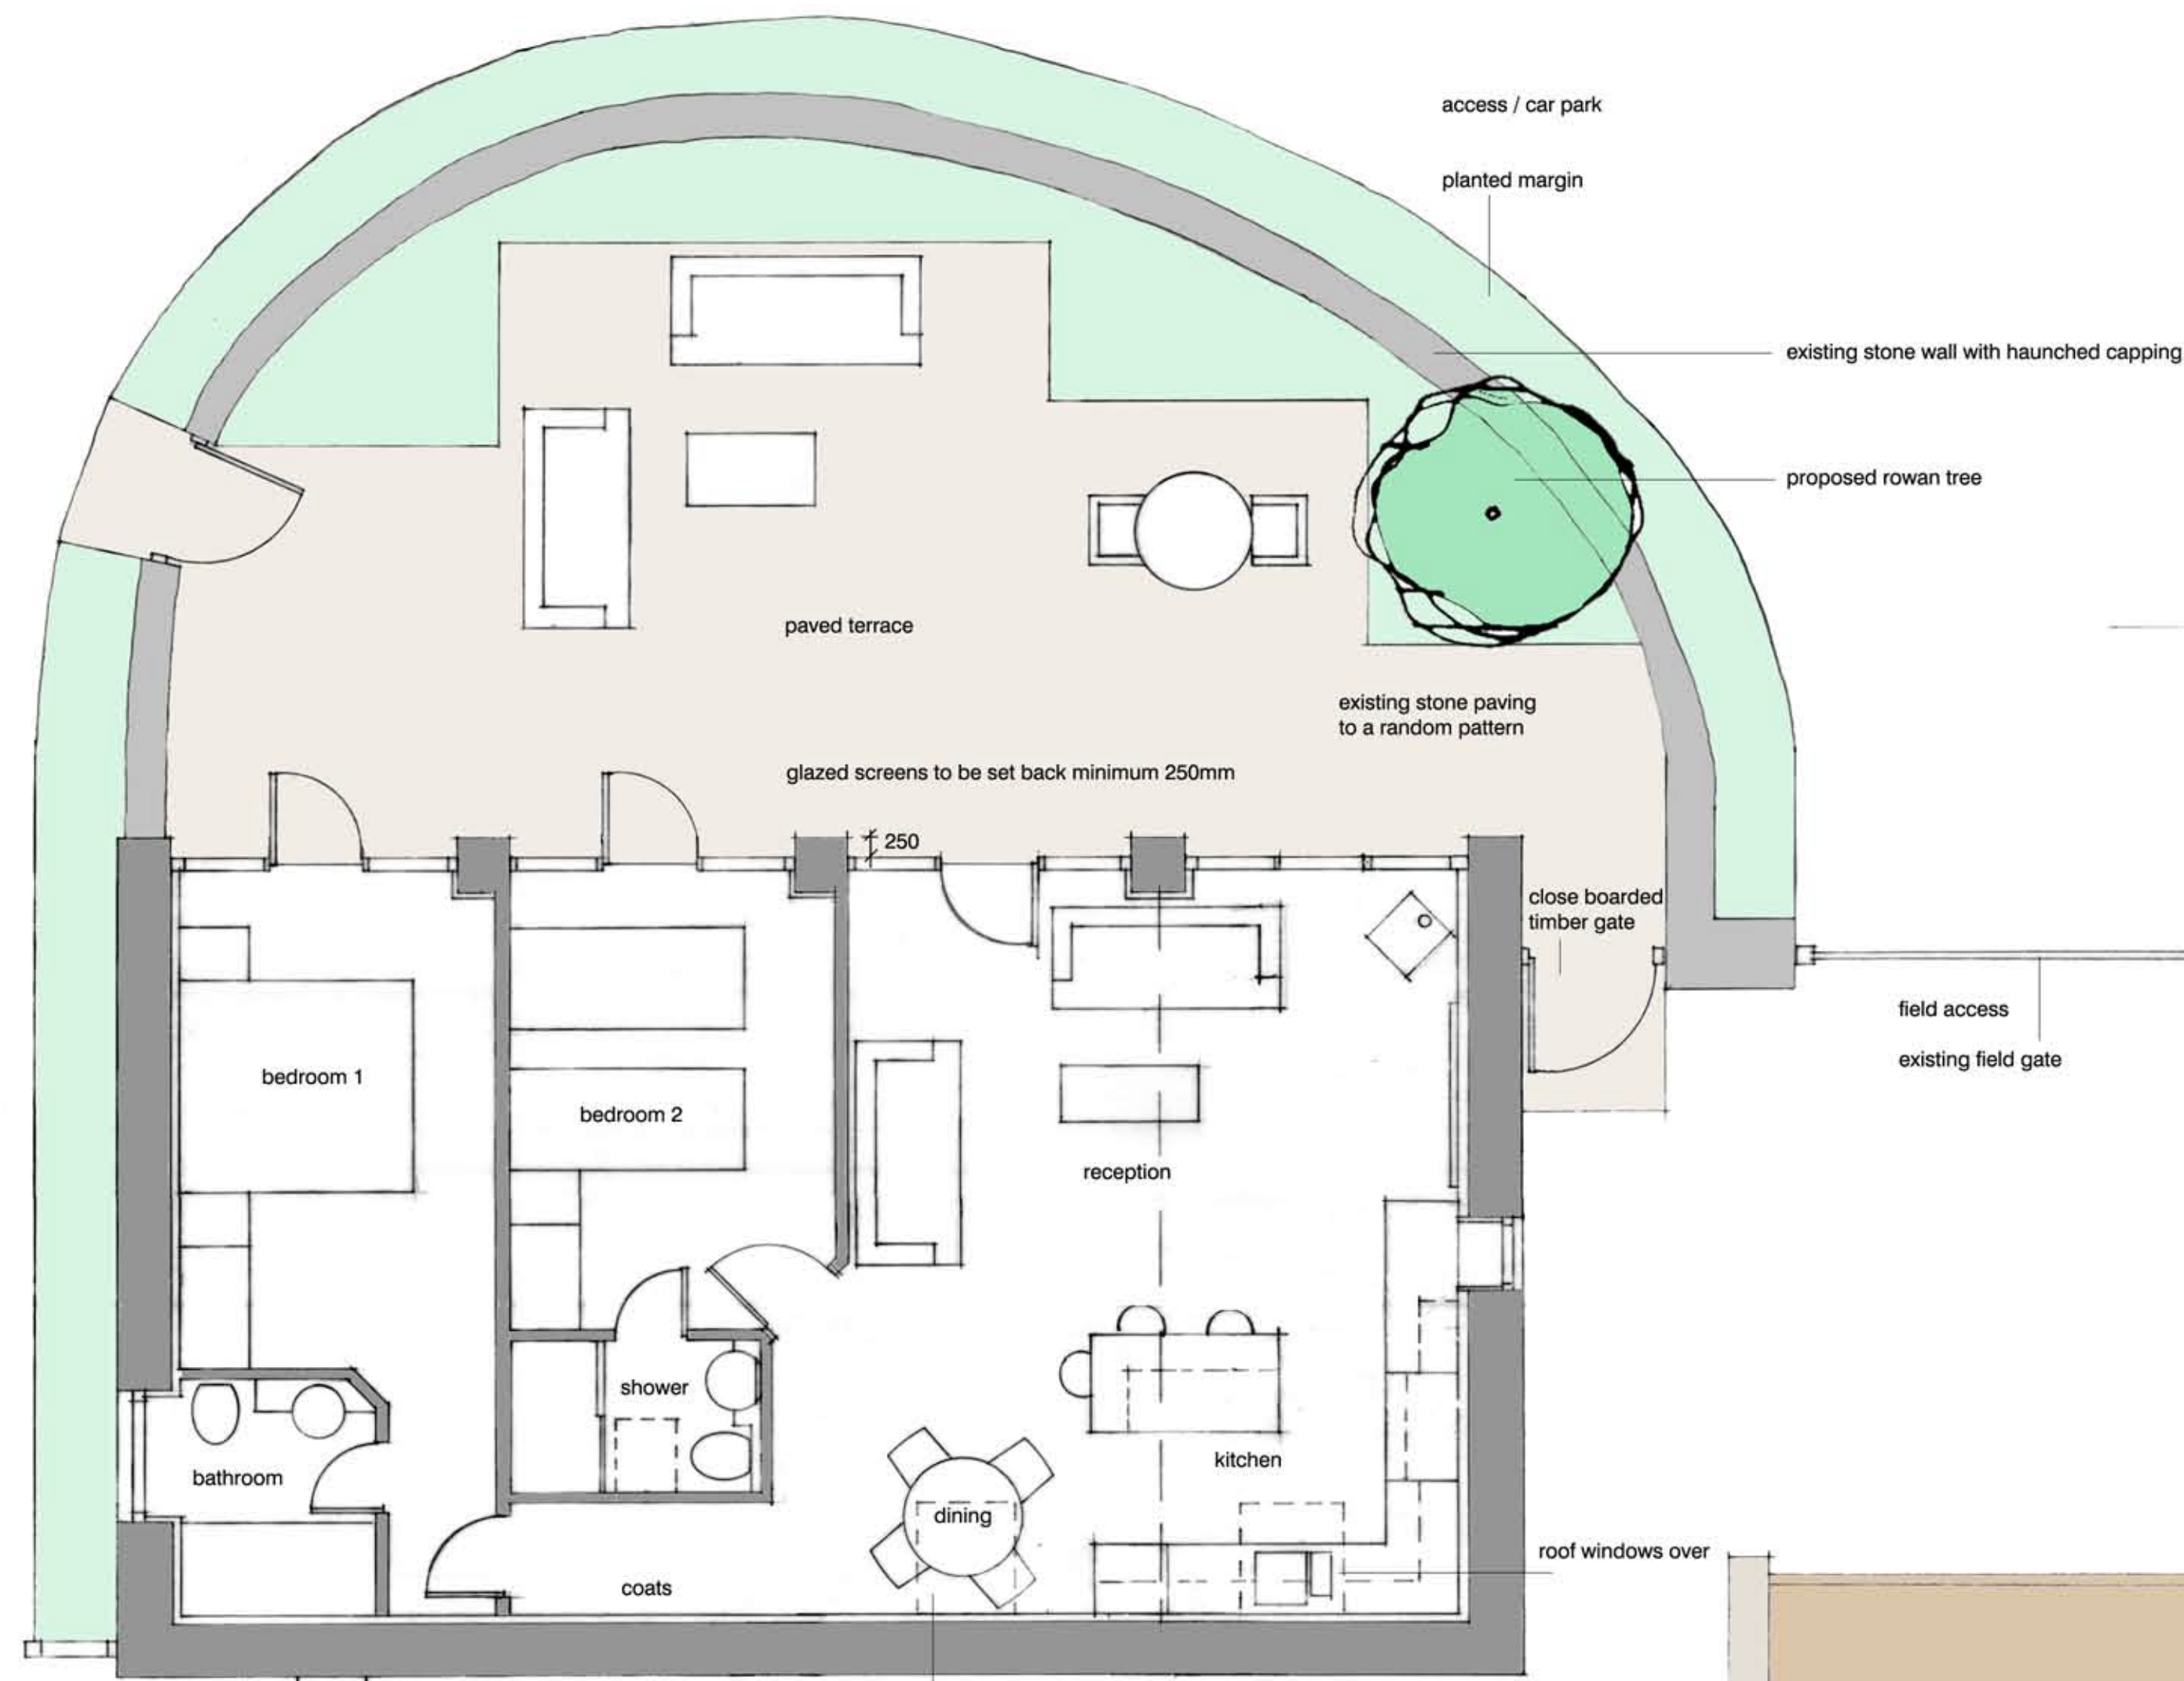 access / car park
planted margin
existing stone wall with haunched capping
proposed rowan tree
paved terrace
existing stone paving
to a random pattern
glazed screens to be set back minimum 250mm
250
close boarded
timber gate
field access
existing field gate
bedroom 1
bedroom 2
reception
shower
bathroom
kitchen
dining
coats
roof windows over